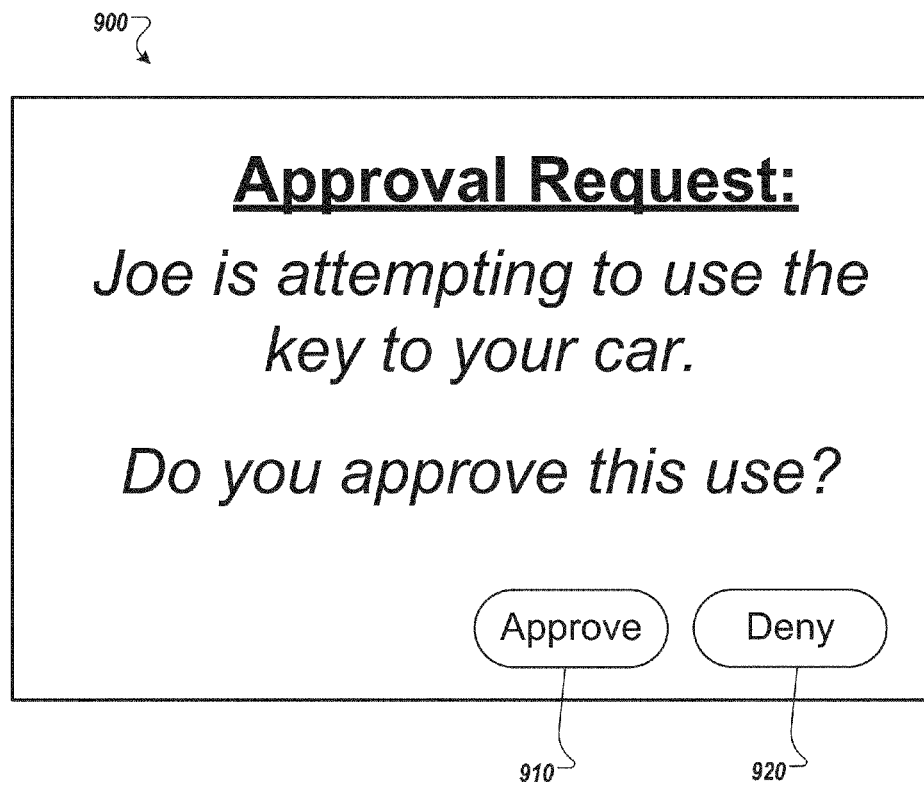 900
Approval Request:
Joe is attempting to use the
key to your car.
Do you approve this use?
Approve
Deny
910
920